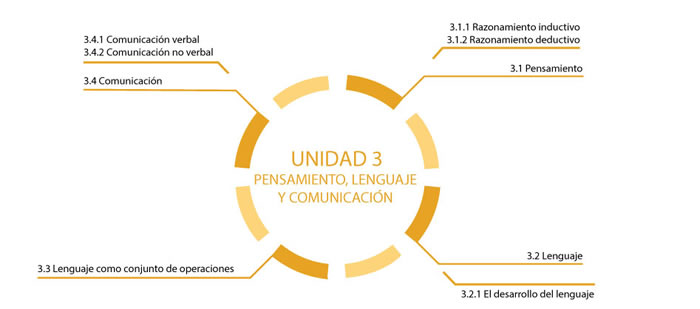 UNIDAD 3
PENSAMIENTO, LENGUAJE
Y COMUNICACIÓN
3.1.1 Razonamiento inductivo
3.1.2 Razonamiento deductivo
3.1 Pensamiento
3.2 Lenguaje
3.2.1 El desarrollo del lenguaje
3.3 Lenguaje como conjunto de operaciones
3.4.1 Comunicación verbal
3.4.2 Comunicación no verbal
3.4 Comunicación